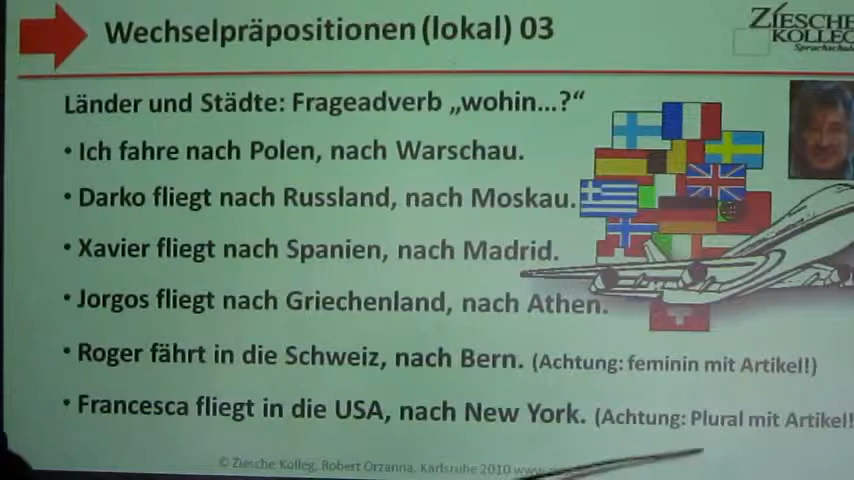 Wechselpräpositionen (lokal) 03
ZIESCHE
KOLLEG
Sprachschule
Länder und Städte: Frageadverb „wohin...?“
• Ich fahre nach Polen, nach Warschau.
• Darko fliegt nach Russland, nach Moskau.
• Xavier fliegt nach Spanien, nach Madrid.
• Jorgos fliegt nach Griechenland, nach Athen.
• Roger fährt in die Schweiz, nach Bern. (Achtung: feminin mit Artikel!)
• Francesca fliegt in die USA, nach New York. (Achtung: Plural mit Artikel!
© Ziesche Kolleg, Robert Orzanna, Karlsruhe 2010